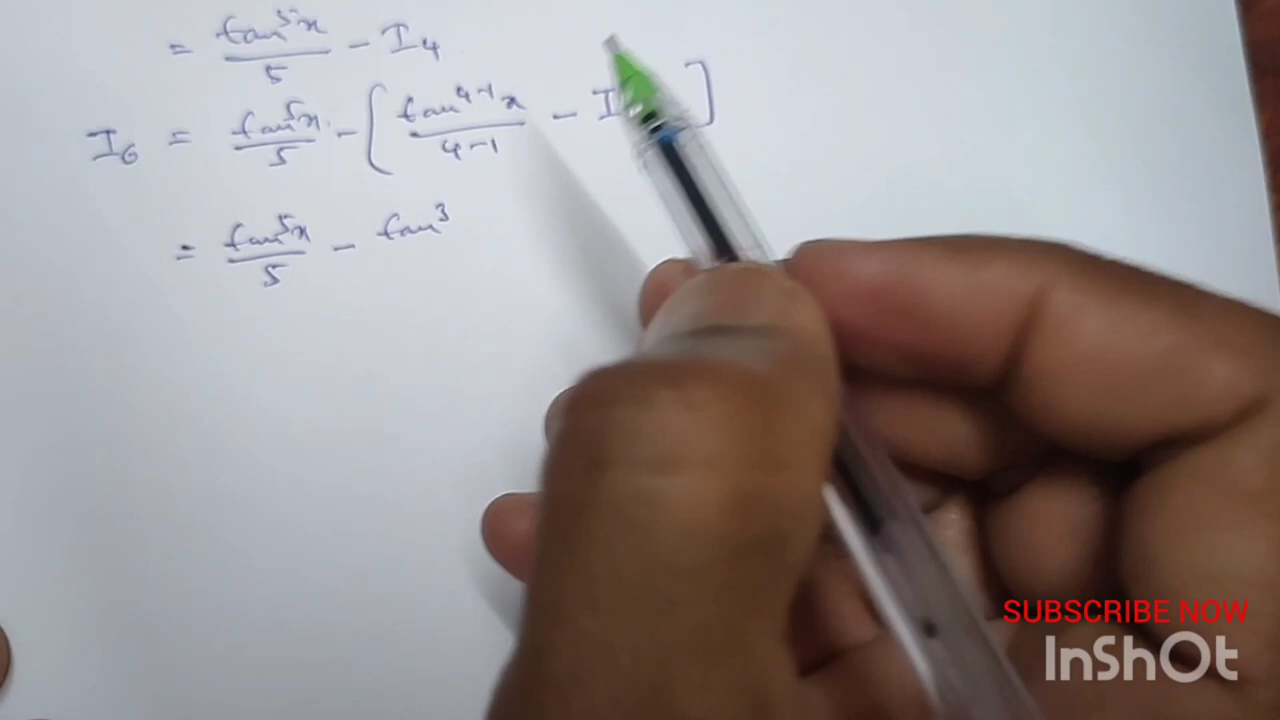 = tan⁵x/5 - I₄
I₆ = tan⁵x/5 - [tan⁴⁻¹x/4-1 - I ]
= tan⁵x/5 - tan³
SUBSCRIBE NOW
InShOt